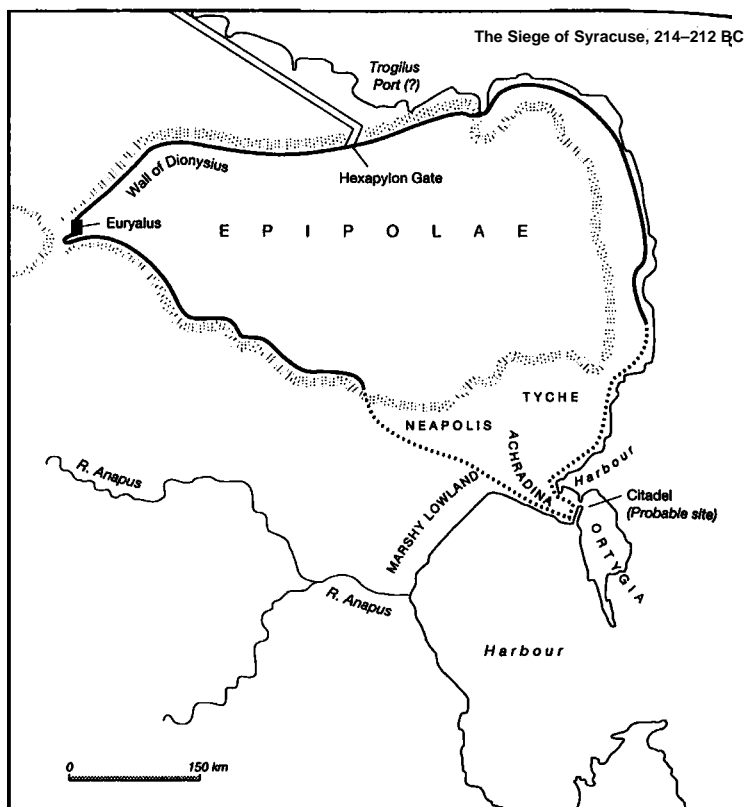 The Siege of Syracuse, 214–212 BC
Trogilus
Port (?)
Wall of Dionysius
Hexapylon Gate
Euryalus
EPIPOLAE
TYCHE
NEAPOLIS
ACHRADINA
Harbour
R. Anapus
Citadel
(Probable site)
MARSHY LOWLAND
ORTYGIA
R. Anapus
Harbour
0 150 km